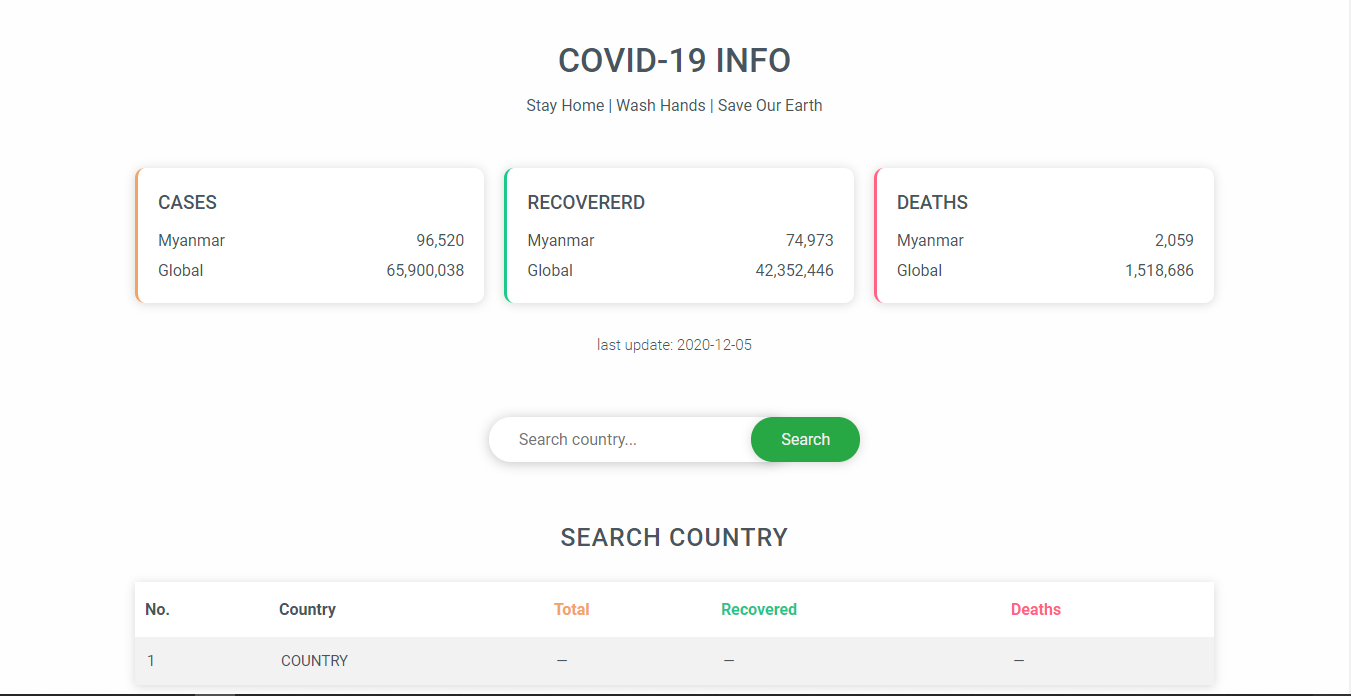 COVID-19 INFO
Stay Home | Wash Hands | Save Our Earth
CASES
Myanmar 96,520
Global 65,900,038
RECOVERERD
Myanmar 74,973
Global 42,352,446
DEATHS
Myanmar 2,059
Global 1,518,686
last update: 2020-12-05
Search country... Search
SEARCH COUNTRY
No. Country Total Recovered Deaths
1 COUNTRY — — —